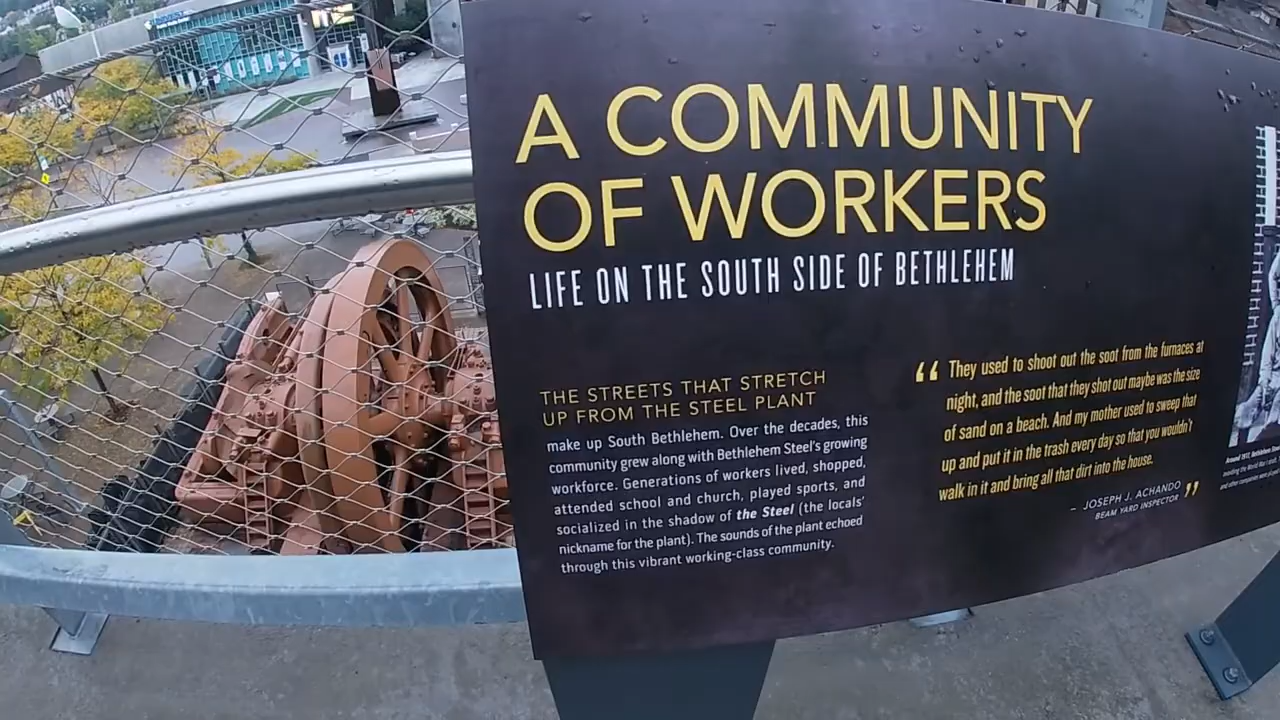 A COMMUNITY
OF WORKERS
LIFE ON THE SOUTH SIDE OF BETHLEHEM
THE STREETS THAT STRETCH
UP FROM THE STEEL PLANT
make up South Bethlehem. Over the decades, this
community grew along with Bethlehem Steel's growing
workforce. Generations of workers lived, shopped,
attended school and church, played sports, and
socialized in the shadow of the Steel (the locals'
nickname for the plant). The sounds of the plant echoed
through this vibrant working-class community.
“ They used to shoot out the soot from the furnaces at
night, and the soot that they shot out maybe was the size
of sand on a beach. And my mother used to sweep that
up and put it in the trash every day so that you wouldn't
walk in it and bring all that dirt into the house. ”
– JOSEPH J. ACHANDO
BEAM YARD INSPECTOR